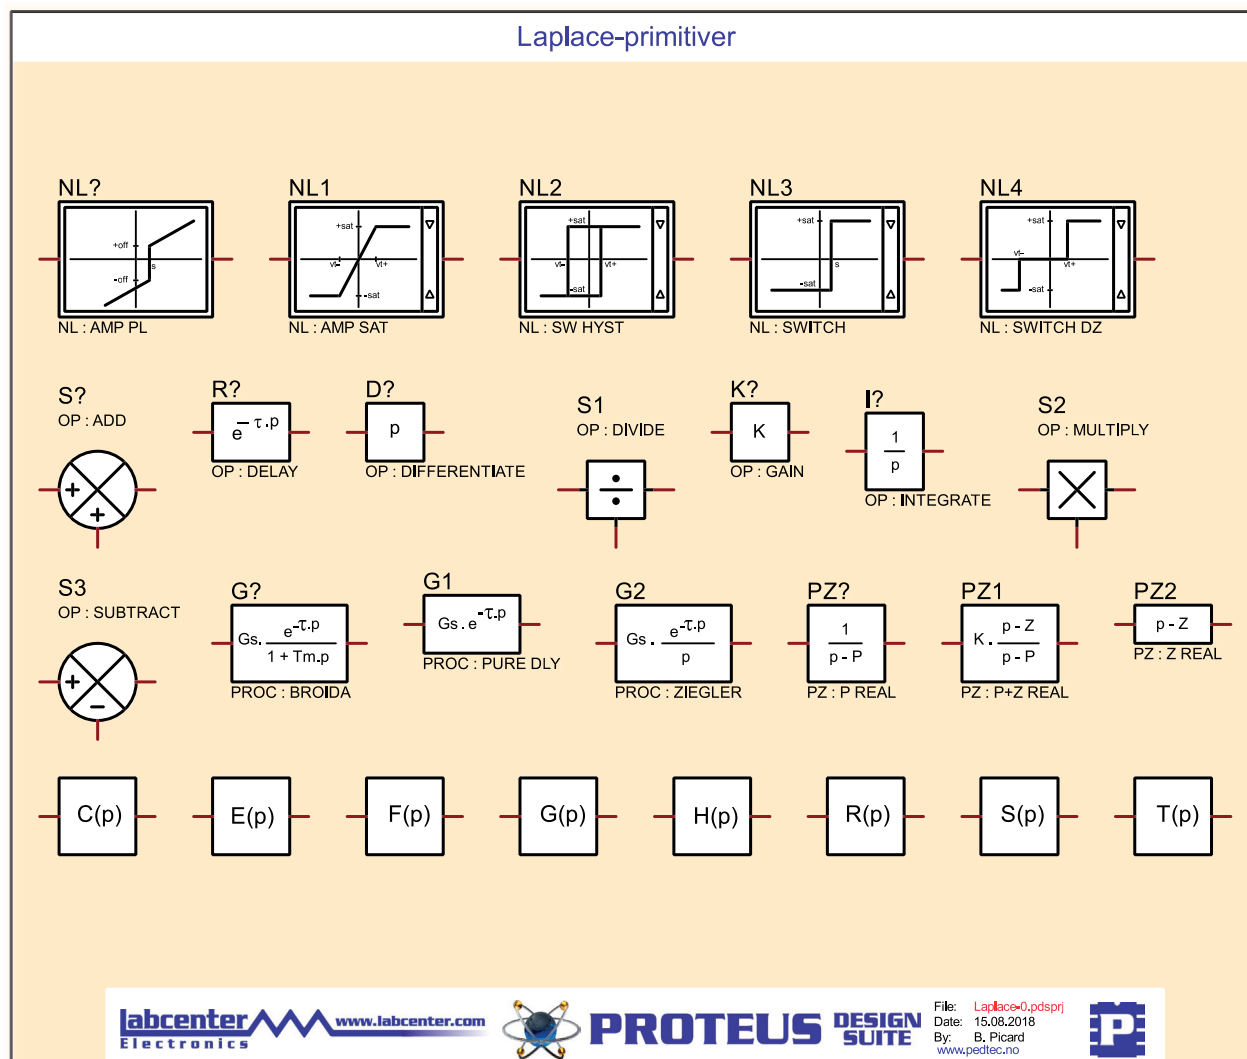 Laplace-primitiver
NL? NL1 NL2 NL3 NL4
+off
-off
s
+sat
vt- vt+
-sat
+sat
vt- vt+
-sat
+sat
s
-sat
+sat
vt-
vt+
-sat
NL : AMP PL NL : AMP SAT NL : SW HYST NL : SWITCH NL : SWITCH DZ
S?
OP : ADD
+
+
R?
e^-τ.p
OP : DELAY
D?
p
OP : DIFFERENTIATE
S1
OP : DIVIDE
÷
K?
K
OP : GAIN
I?
1
p
OP : INTEGRATE
S2
OP : MULTIPLY
S3
OP : SUBTRACT
+
-
G?
Gs. e^-τ.p
1 + Tm.p
PROC : BROIDA
G1
Gs . e^-τ.p
PROC : PURE DLY
G2
Gs . e^-τ.p
p
PROC : ZIEGLER
PZ?
1
p - P
PZ : P REAL
PZ1
K . p - Z
p - P
PZ : P+Z REAL
PZ2
p - Z
PZ : Z REAL
C(p) E(p) F(p) G(p) H(p) R(p) S(p) T(p)
labcenter www.labcenter.com
Electronics
PROTEUS DESIGN SUITE
File: Laplace-0.pdsprj
Date: 15.08.2018
By: B. Picard
www.pedtec.no
P